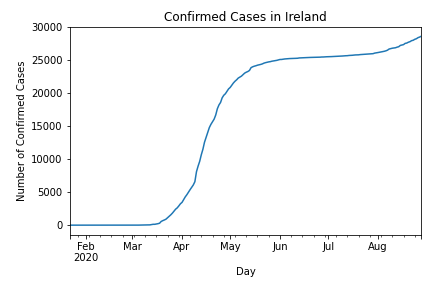 Confirmed Cases in Ireland
Number of Confirmed Cases
30000
25000
20000
15000
10000
5000
0
Feb Mar Apr May Jun Jul Aug
2020
Day